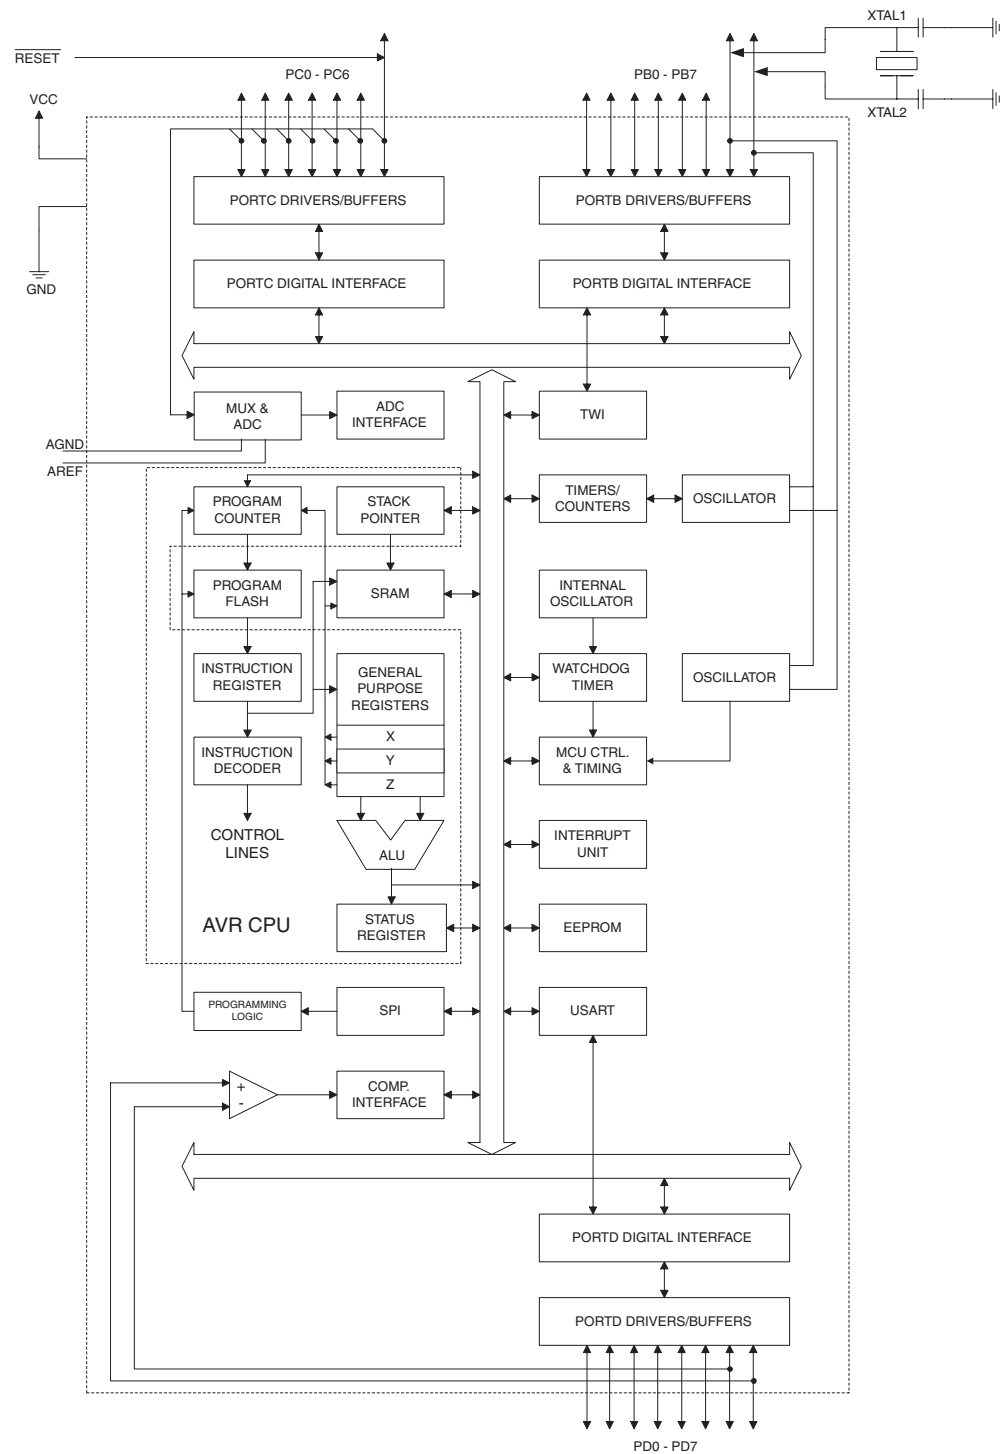 XTAL1
RESET
PC0 - PC6
PB0 - PB7
VCC
XTAL2
PORTC DRIVERS/BUFFERS
PORTB DRIVERS/BUFFERS
PORTC DIGITAL INTERFACE
PORTB DIGITAL INTERFACE
GND
MUX &
ADC
ADC
INTERFACE
TWI
AGND
AREF
PROGRAM
COUNTER
STACK
POINTER
TIMERS/
COUNTERS
OSCILLATOR
PROGRAM
FLASH
SRAM
INTERNAL
OSCILLATOR
INSTRUCTION
REGISTER
GENERAL
PURPOSE
REGISTERS
WATCHDOG
TIMER
OSCILLATOR
X
Y
Z
INSTRUCTION
DECODER
MCU CTRL.
& TIMING
CONTROL
LINES
ALU
INTERRUPT
UNIT
AVR CPU
STATUS
REGISTER
EEPROM
PROGRAMMING
LOGIC
SPI
USART
+
-
COMP.
INTERFACE
PORTD DIGITAL INTERFACE
PORTD DRIVERS/BUFFERS
PD0 - PD7